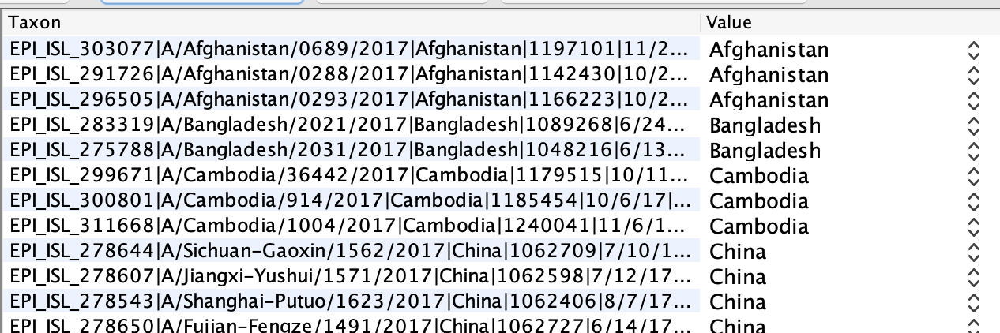 Taxon Value
EPI_ISL_303077|A/Afghanistan/0689/2017|Afghanistan|1197101|11/2... Afghanistan
EPI_ISL_291726|A/Afghanistan/0288/2017|Afghanistan|1142430|10/2... Afghanistan
EPI_ISL_296505|A/Afghanistan/0293/2017|Afghanistan|1166223|10/2... Afghanistan
EPI_ISL_283319|A/Bangladesh/2021/2017|Bangladesh|1089268|6/24... Bangladesh
EPI_ISL_275788|A/Bangladesh/2031/2017|Bangladesh|1048216|6/13... Bangladesh
EPI_ISL_299671|A/Cambodia/36442/2017|Cambodia|1179515|10/11... Cambodia
EPI_ISL_300801|A/Cambodia/914/2017|Cambodia|1185454|10/6/17|... Cambodia
EPI_ISL_311668|A/Cambodia/1004/2017|Cambodia|1240041|11/6/1... Cambodia
EPI_ISL_278644|A/Sichuan-Gaoxin/1562/2017|China|1062709|7/10/1... China
EPI_ISL_278607|A/Jiangxi-Yushui/1571/2017|China|1062598|7/12/17... China
EPI_ISL_278543|A/Shanghai-Putuo/1623/2017|China|1062406|8/7/17... China
EPI_ISL_278650|A/Fujian-Fengze/1491/2017|China|1062727|6/14/17... China